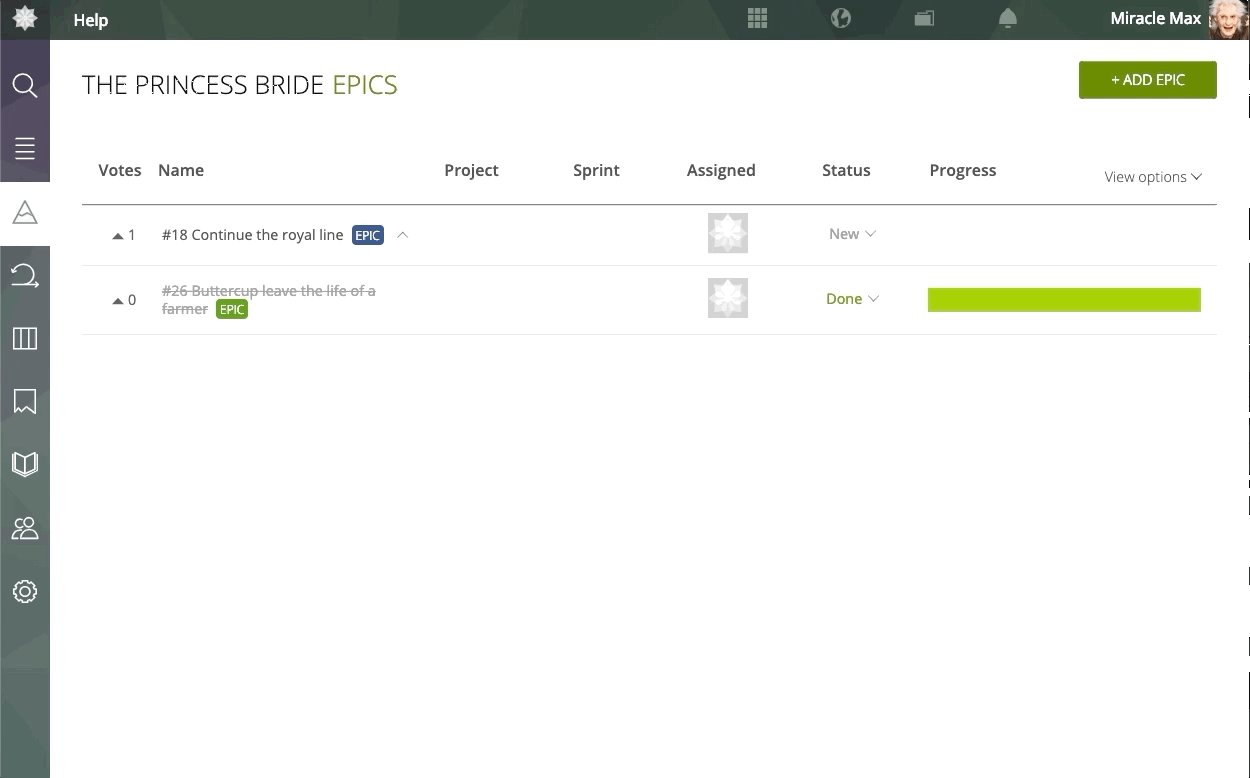 Help
Miracle Max
THE PRINCESS BRIDE EPICS
+ ADD EPIC
Votes Name Project Sprint Assigned Status Progress View options
1 #18 Continue the royal line EPIC New
0 #26 Buttercup leave the life of a
farmer EPIC Done